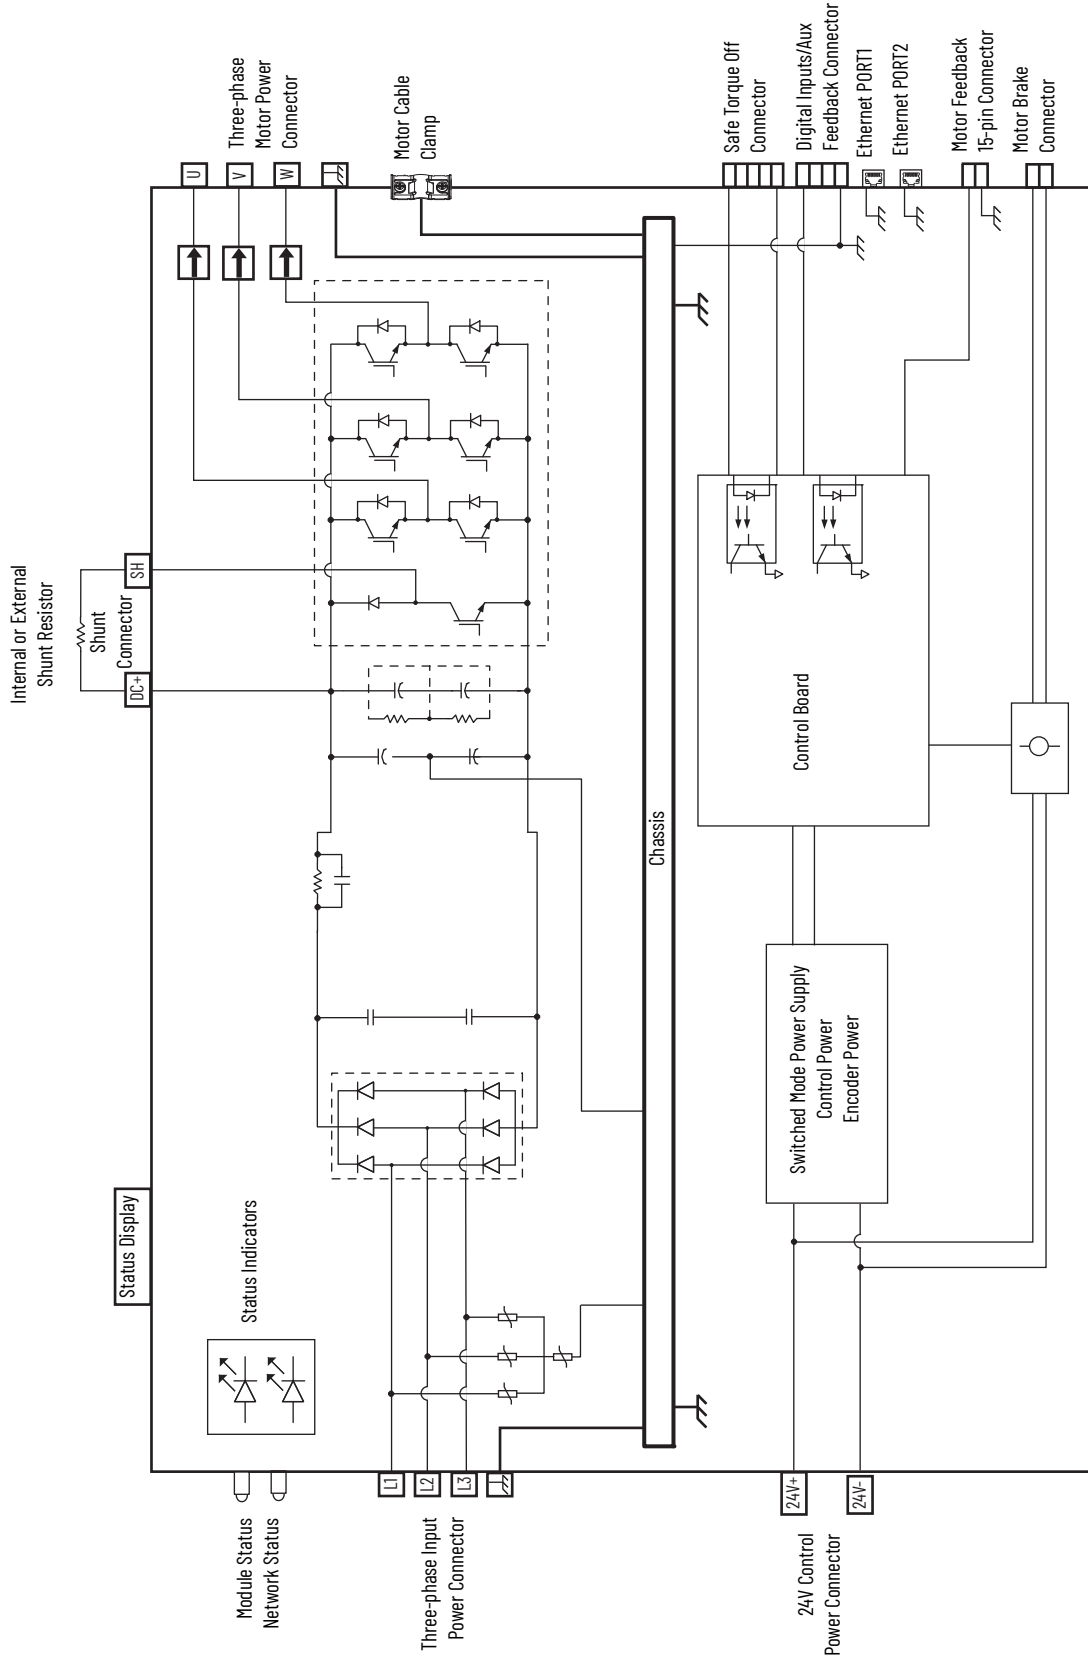 Internal or External
Shunt Resistor
Shunt
Connector
DC+
SH
Three-phase
Motor Power
Connector
U
V
W
Motor Cable
Clamp
Safe Torque Off
Connector
Digital Inputs/Aux
Feedback Connector
Ethernet PORT1
Ethernet PORT2
Motor Feedback
15-pin Connector
Motor Brake
Connector
Status Display
Status Indicators
Module Status
Network Status
Three-phase Input
Power Connector
L1
L2
L3
Chassis
Control Board
Switched Mode Power Supply
Control Power
Encoder Power
24V+
24V-
24V Control
Power Connector